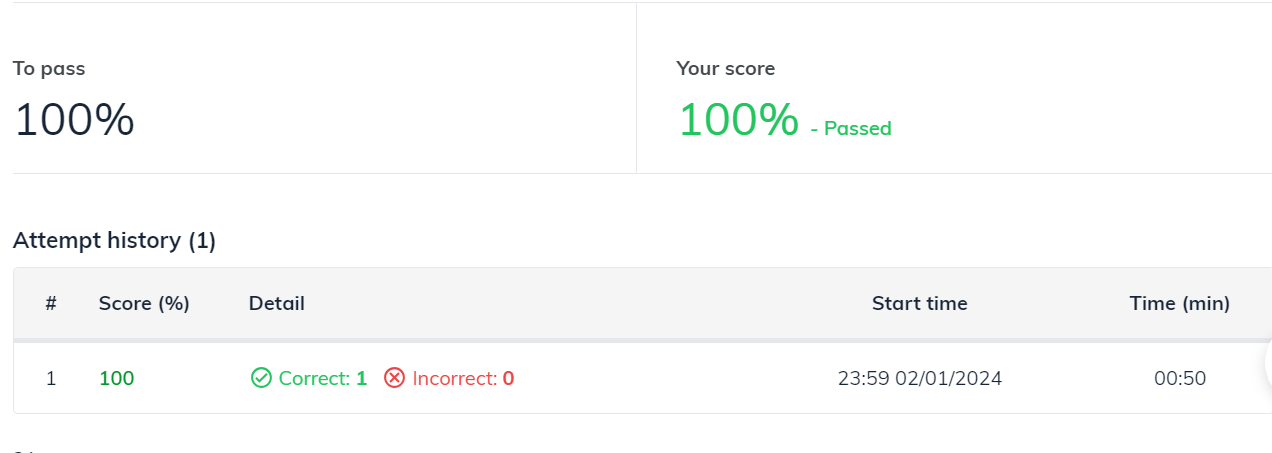 To pass
100%
Your score
100% - Passed
Attempt history (1)
# Score (%) Detail Start time Time (min)
1 100 Correct: 1 Incorrect: 0 23:59 02/01/2024 00:50